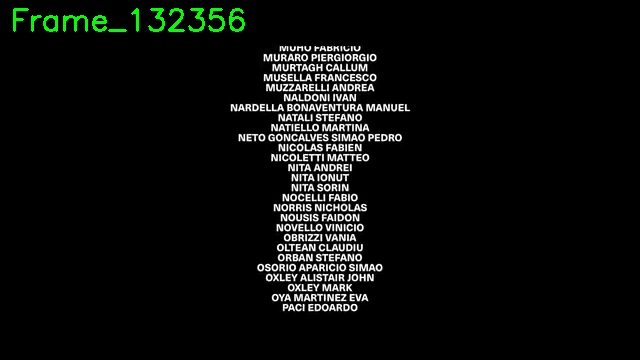 Frame_132356
MUHO FABRICIO
MURARO PIERGIORGIO
MURTAGH CALLUM
MUSELLA FRANCESCO
MUZZARELLI ANDREA
NALDONI IVAN
NARDELLA BONAVENTURA MANUEL
NATALI STEFANO
NATIELLO MARTINA
NETO GONCALVES SIMAO PEDRO
NICOLAS FABIEN
NICOLETTI MATTEO
NITA ANDREI
NITA IONUT
NITA SORIN
NOCELLI FABIO
NORRIS NICHOLAS
NOUSIS FAIDON
NOVELLO VINICIO
OBRIZZI VANIA
OLTEAN CLAUDIU
ORBAN STEFANO
OSORIO APARICIO SIMAO
OXLEY ALISTAIR JOHN
OXLEY MARK
OYA MARTINEZ EVA
PACI EDOARDO